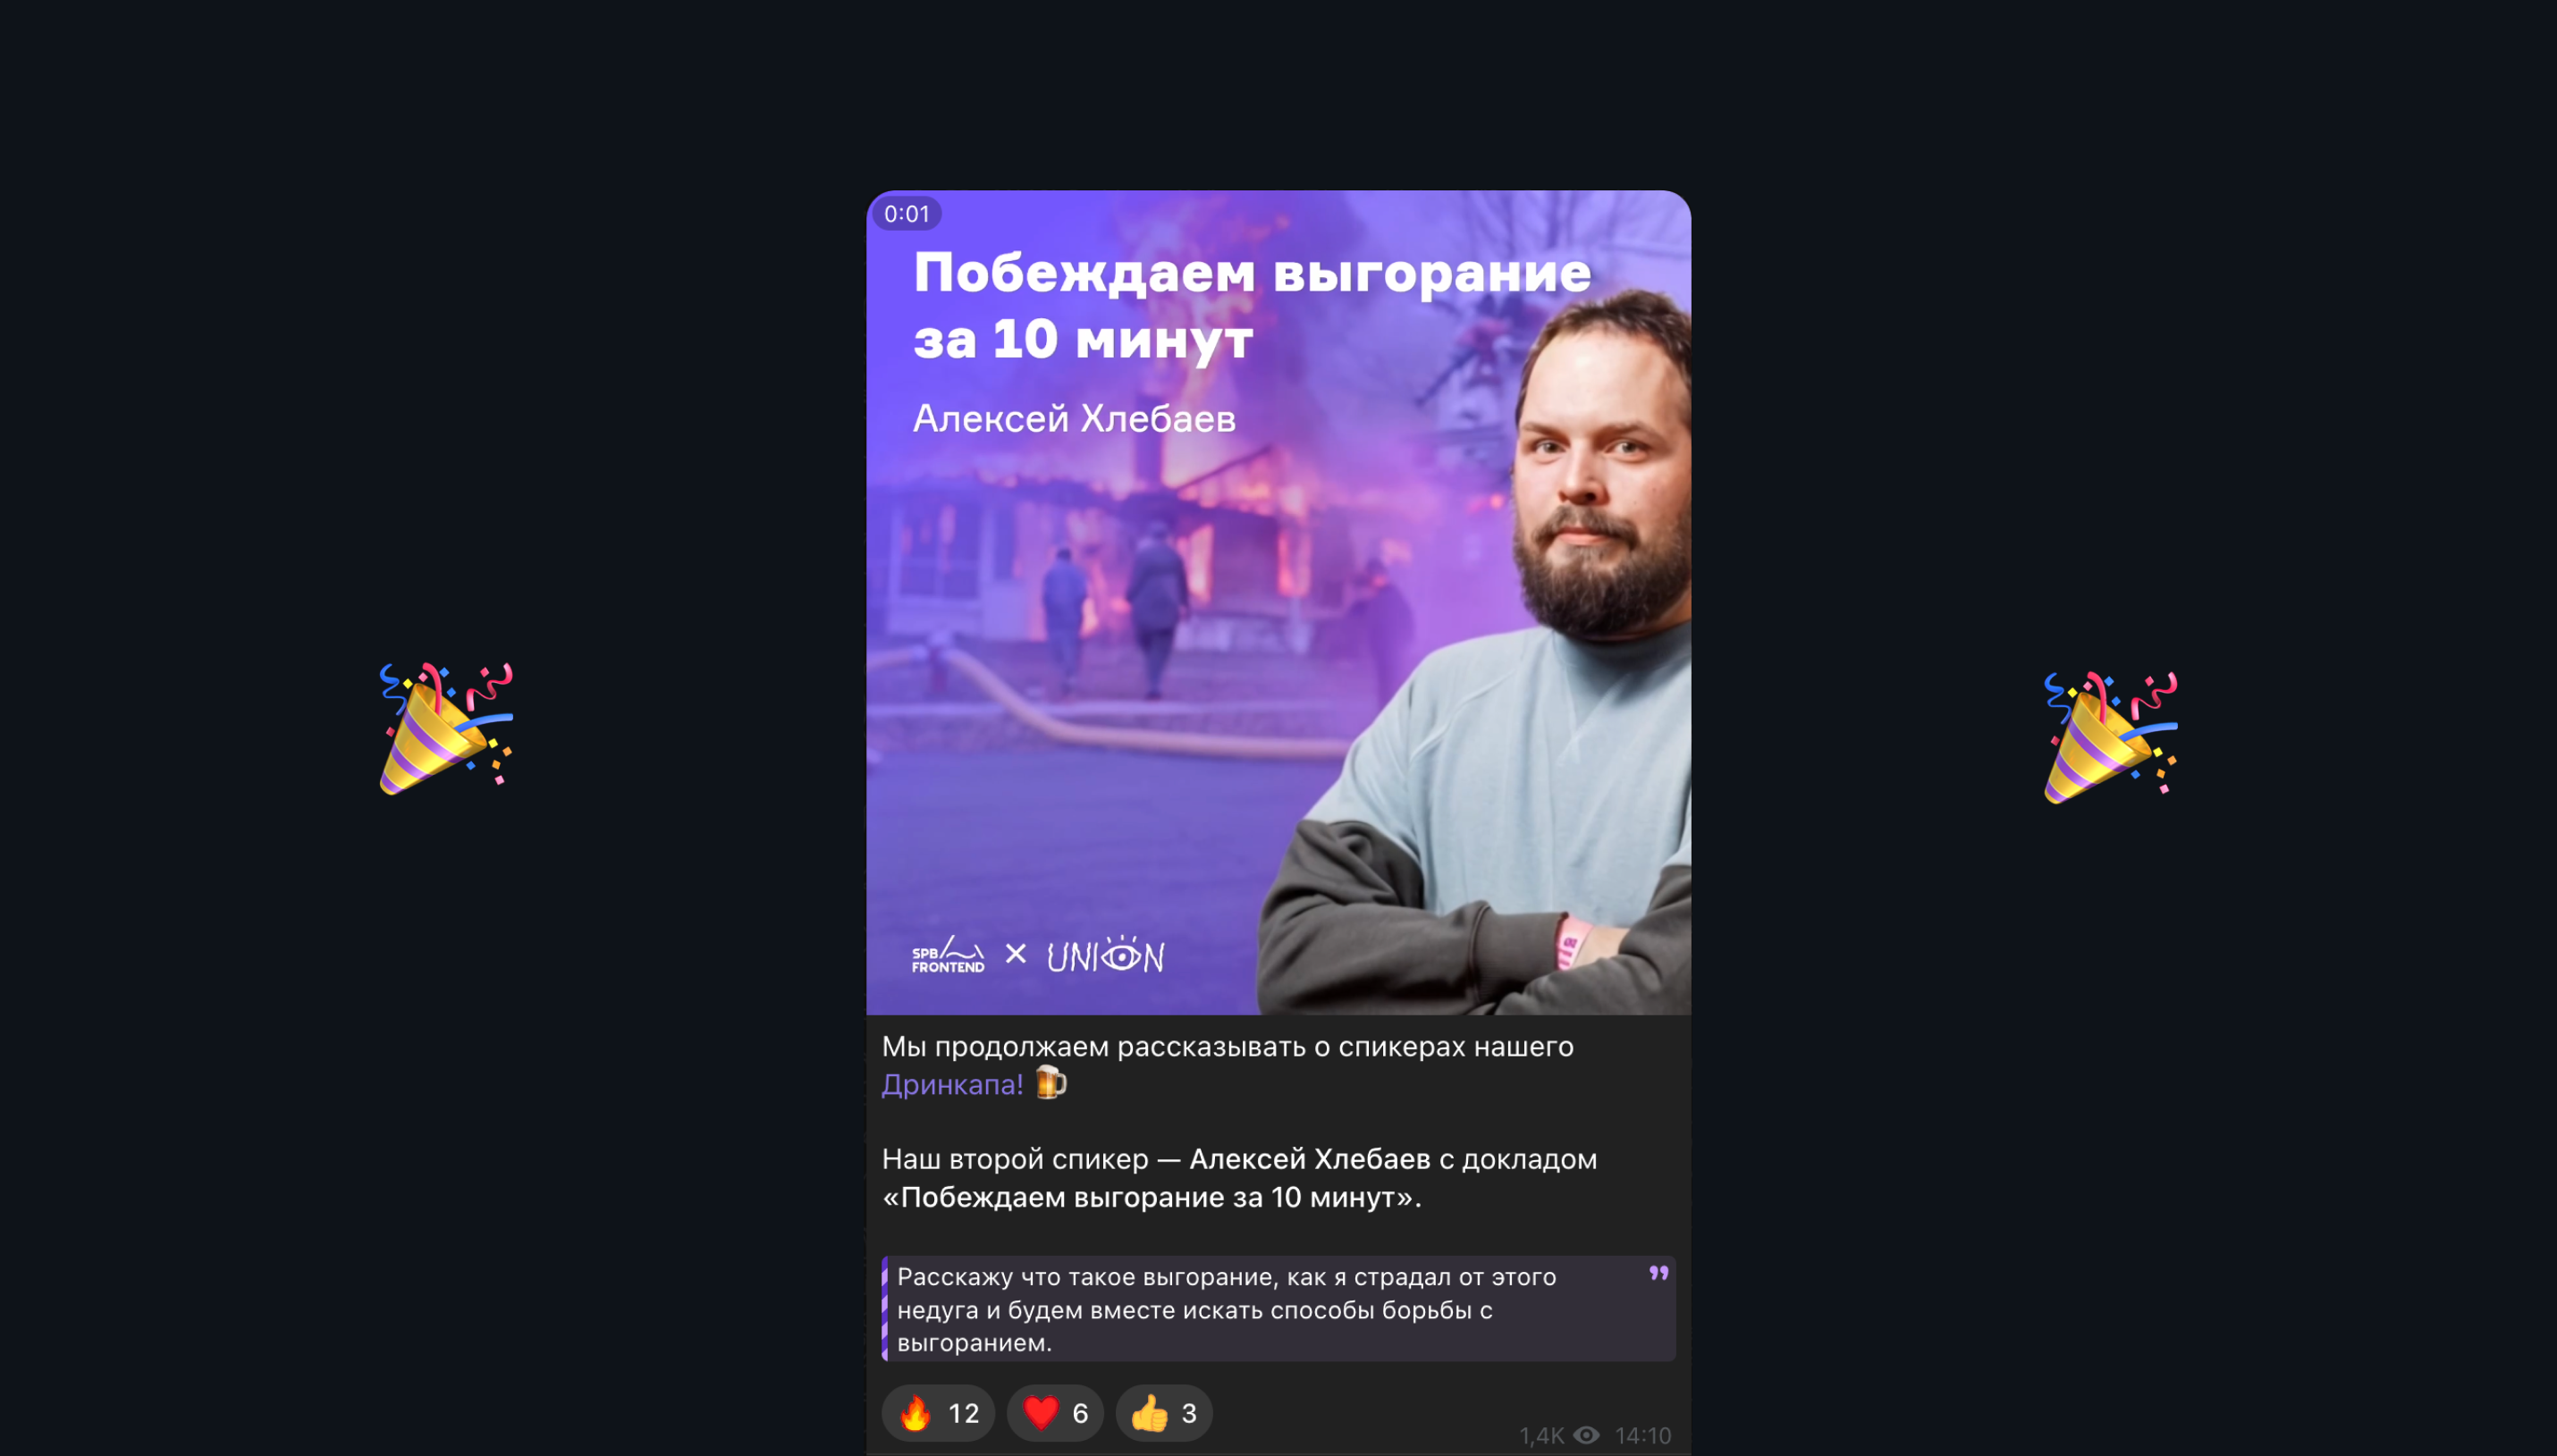 0:01
Побеждаем выгорание
за 10 минут
Алексей Хлебаев
SPB
FRONTEND
× UNION
Мы продолжаем рассказывать о спикерах нашего
Дринкапа! 🍺
Наш второй спикер — Алексей Хлебаев с докладом
«Побеждаем выгорание за 10 минут».
Расскажу что такое выгорание, как я страдал от этого
недуга и будем вместе искать способы борьбы с
выгоранием.
🔥 12 ❤️ 6 👍 3
1,4K 14:10